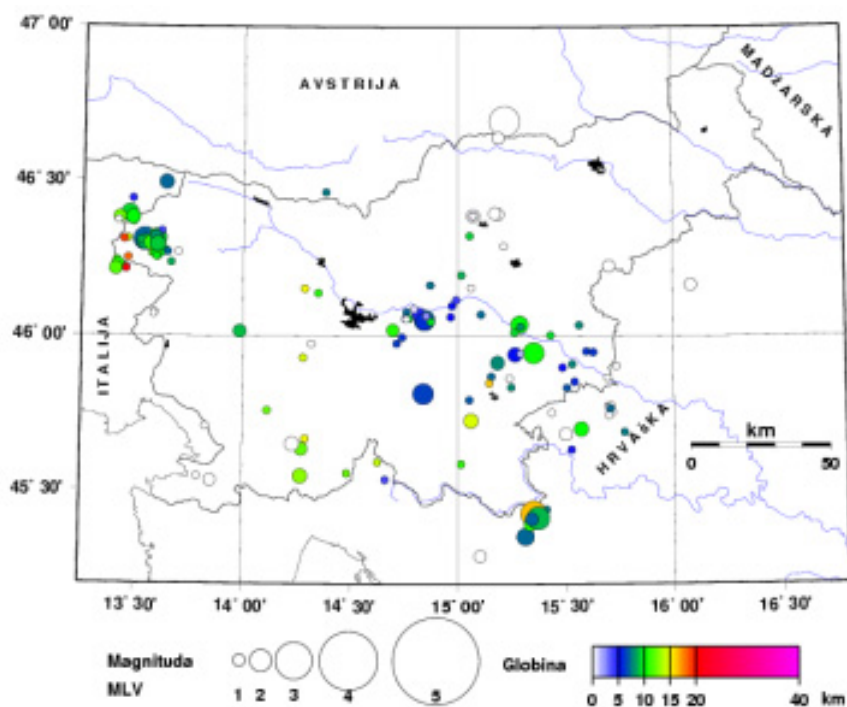 47° 00'
AVSTRIJA
MADžARSKA
46° 30'
46° 00'
ITALIJA
HRVAšKA
km
0 50
45° 30'
13° 30' 14° 00' 14° 30' 15° 00' 15° 30' 16° 00' 16° 30'
Magnituda
MLV
1 2 3 4 5
Globina
km
0 5 10 15 20 40